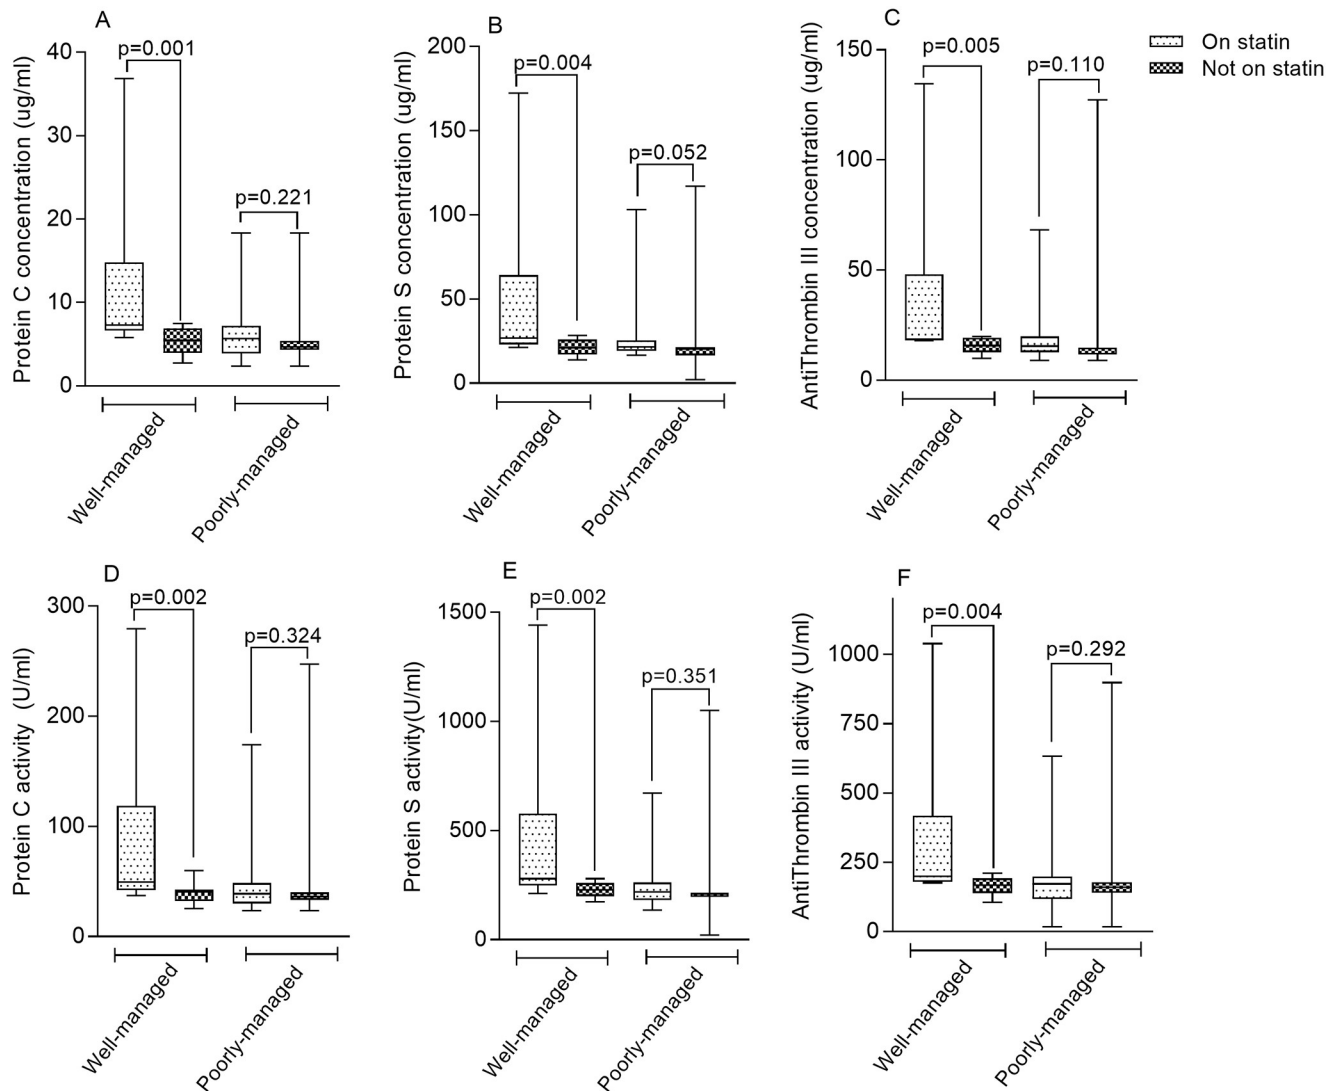 A
B
C
On statin
Not on statin
Protein C concentration (ug/ml)
40
30
20
10
0
p=0.001
p=0.221
Well-managed
Poorly-managed
Protein S concentration (ug/ml)
200
150
100
50
0
p=0.004
p=0.052
Well-managed
Poorly-managed
AntiThrombin III concentration (ug/ml)
150
100
50
0
p=0.005
p=0.110
Well-managed
Poorly-managed
D
Protein C activity (U/ml)
300
200
100
0
p=0.002
p=0.324
Well-managed
Poorly-managed
E
Protein S activity(U/ml)
1500
1000
500
0
p=0.002
p=0.351
Well-managed
Poorly-managed
F
AntiThrombin III activity (U/ml)
1000
750
500
250
0
p=0.004
p=0.292
Well-managed
Poorly-managed